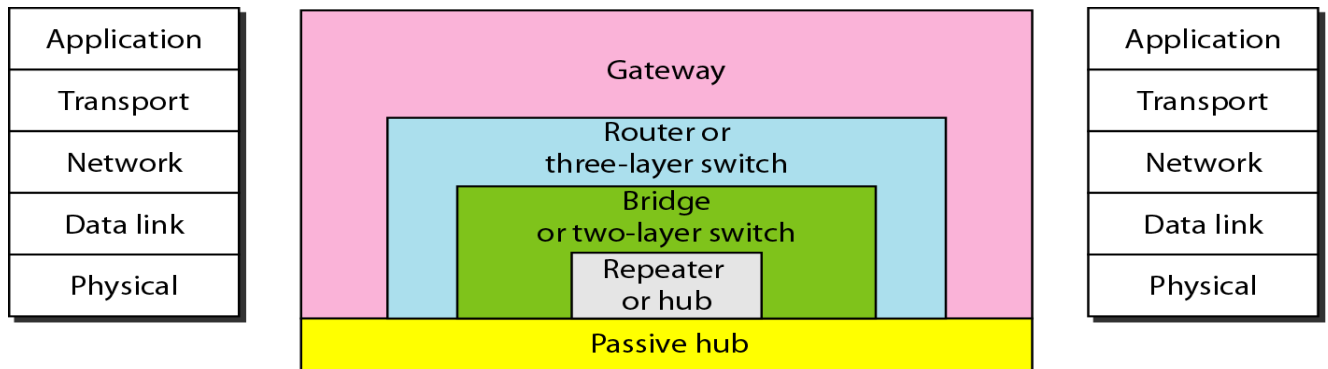 Application
Transport
Network
Data link
Physical
Gateway
Router or
three-layer switch
Bridge
or two-layer switch
Repeater
or hub
Passive hub
Application
Transport
Network
Data link
Physical